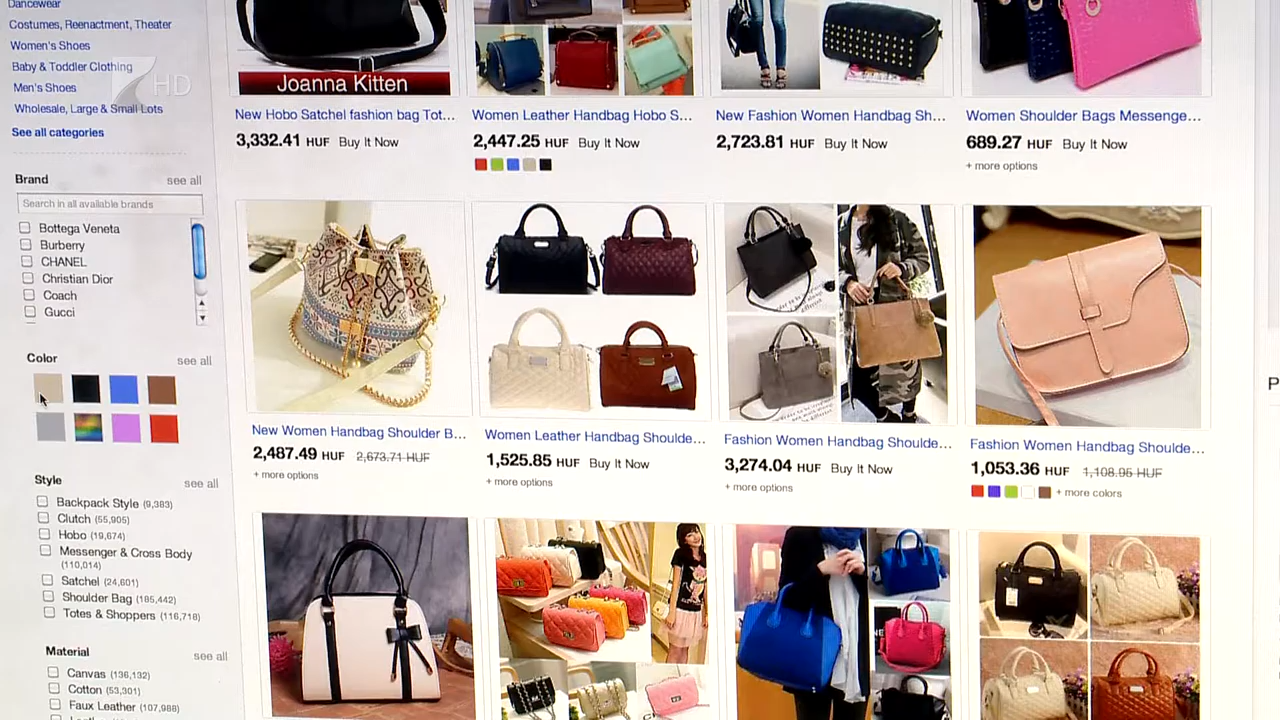 Dancewear
Costumes, Reenactment, Theater
Women's Shoes
Baby & Toddler Clothing
Men's Shoes
Wholesale, Large & Small Lots
See all categories
7 HD
Brand see all
Search in all available brands
Bottega Veneta
Burberry
CHANEL
Christian Dior
Coach
Gucci
Color see all
Style see all
Backpack Style (9,383)
Clutch (55,905)
Hobo (19,674)
Messenger & Cross Body
(110,014)
Satchel (24,601)
Shoulder Bag (185,442)
Totes & Shoppers (116,718)
Material see all
Canvas (136,132)
Cotton (53,301)
Faux Leather (107,988)
Joanna Kitten
New Hobo Satchel fashion bag Tot...
3,332.41 HUF Buy It Now
Women Leather Handbag Hobo S...
2,447.25 HUF Buy It Now
New Fashion Women Handbag Sh...
2,723.81 HUF Buy It Now
Women Shoulder Bags Messenge...
689.27 HUF Buy It Now
+ more options
New Women Handbag Shoulder B...
2,487.49 HUF 2,673.71 HUF
+ more options
Women Leather Handbag Shoulde...
1,525.85 HUF Buy It Now
+ more options
Fashion Women Handbag Shoulde...
3,274.04 HUF Buy It Now
+ more options
Fashion Women Handbag Shoulde...
1,053.36 HUF 1,108.95 HUF
+ more colors
P